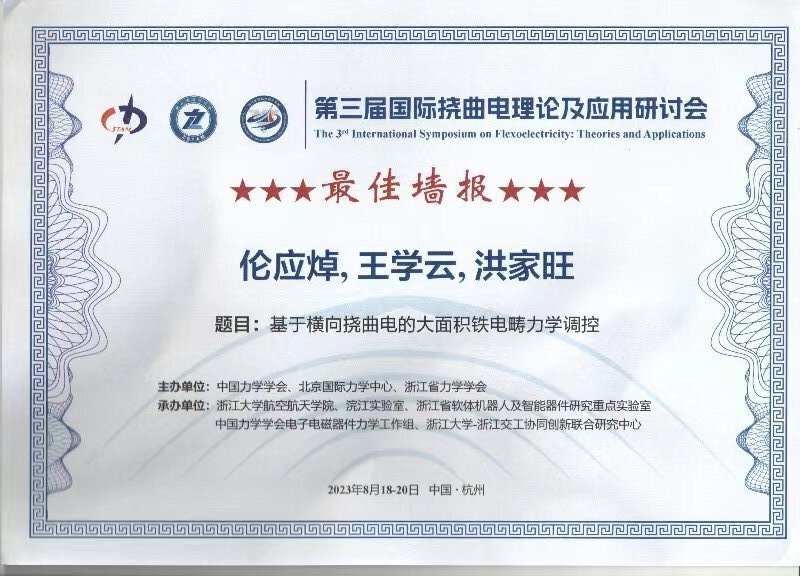 第三届国际挠曲电理论及应用研讨会
The 3rd International Symposium on Flexoelectricity: Theories and Applications
★★★最佳墙报★★★
伦应焯, 王学云, 洪家旺
题目：基于横向挠曲电的大面积铁电畴力学调控
主办单位：中国力学学会、北京国际力学中心、浙江省力学学会
承办单位：浙江大学航空航天学院、浣江实验室、浙江省软体机器人及智能器件研究重点实验室
中国力学学会电子电磁器件力学工作组、浙江大学-浙江交工协同创新联合研究中心
2023年8月18-20日 中国·杭州